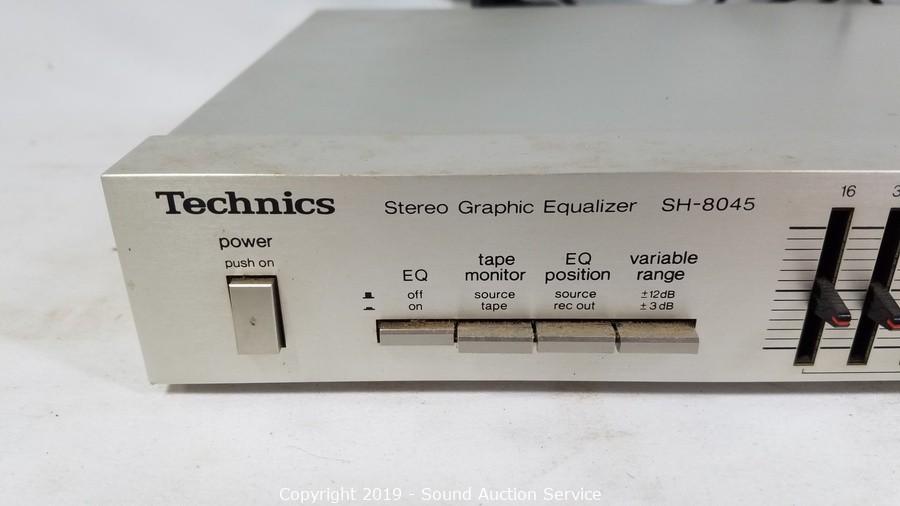 Technics
Stereo Graphic Equalizer SH-8045
power
push on
EQ
off
on
tape
monitor
source
tape
EQ
position
source
rec out
variable
range
±12dB
±3dB
16
3
Copyright 2019 - Sound Auction Service